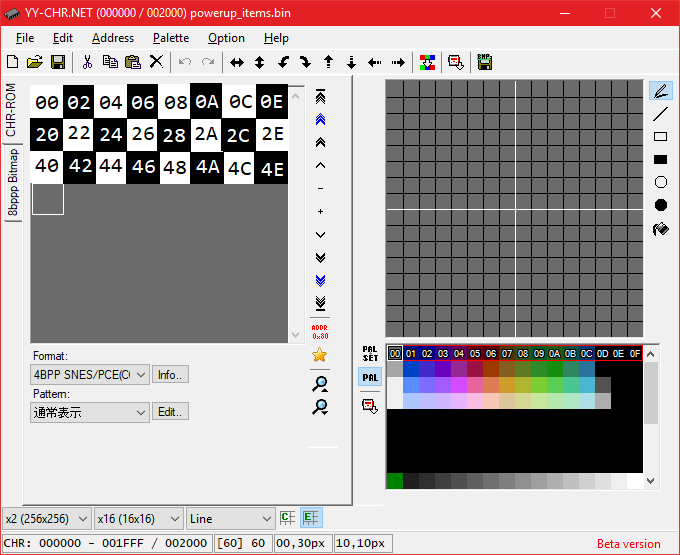 YY-CHR.NET (000000 / 002000) powerup_items.bin
File Edit Address Palette Option Help
CHR-ROM
8bppp Bitmap
00 02 04 06 08 0A 0C 0E
20 22 24 26 28 2A 2C 2E
40 42 44 46 48 4A 4C 4E
ADDR
0x80
Format:
4BPP SNES/PCE(C
Info..
Pattern:
通常表示
Edit..
BMP
PAL
SET
PAL
00 01 02 03 04 05 06 07 08 09 0A 0B 0C 0D 0E 0F
x2 (256x256) x16 (16x16) Line C E
CHR: 000000 - 001FFF / 002000 [60] 60 00,30px 10,10px Beta version